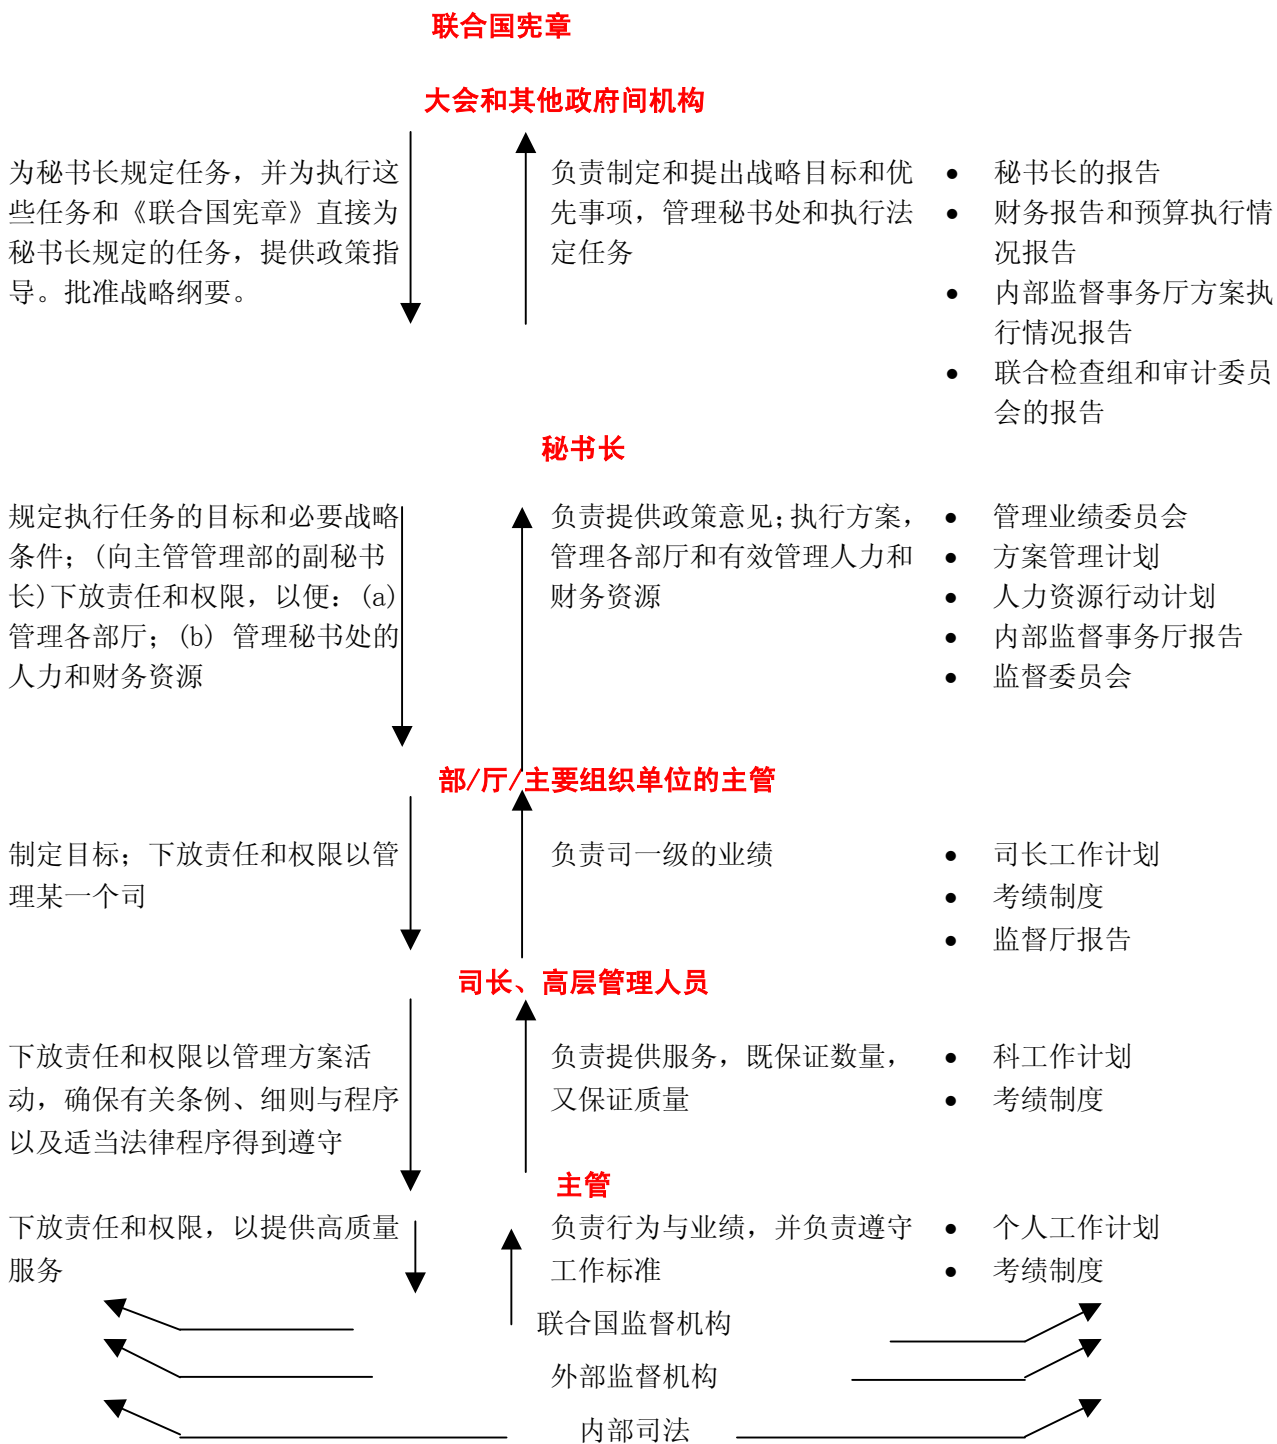 联合国宪章
大会和其他政府间机构
为秘书长规定任务，并为执行这
些任务和《联合国宪章》直接为
秘书长规定的任务，提供政策指
导。批准战略纲要。
负责制定和提出战略目标和优
先事项，管理秘书处和执行法
定任务
● 秘书长的报告
● 财务报告和预算执行情
况报告
● 内部监督事务厅方案执
行情况报告
● 联合检查组和审计委员
会的报告
秘书长
规定执行任务的目标和必要战略
条件；(向主管管理部的副秘书
长)下放责任和权限，以便：(a)
管理各部厅；(b) 管理秘书处的
人力和财务资源
负责提供政策意见；执行方案，
管理各部厅和有效管理人力和
财务资源
● 管理业绩委员会
● 方案管理计划
● 人力资源行动计划
● 内部监督事务厅报告
● 监督委员会
部/厅/主要组织单位的主管
制定目标；下放责任和权限以管
理某一个司
负责司一级的业绩
● 司长工作计划
● 考绩制度
● 监督厅报告
司长、高层管理人员
下放责任和权限以管理方案活
动，确保有关条例、细则与程序
以及适当法律程序得到遵守
负责提供服务，既保证数量，
又保证质量
● 科工作计划
● 考绩制度
主管
下放责任和权限，以提供高质量
服务
负责行为与业绩，并负责遵守
工作标准
● 个人工作计划
● 考绩制度
联合国监督机构
外部监督机构
内部司法